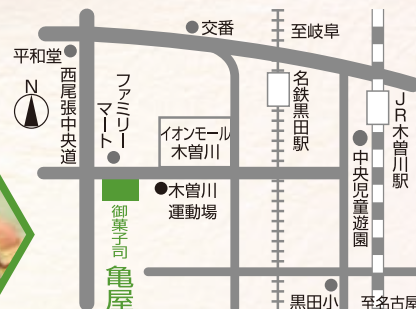 交番
至岐阜
平和堂
N
西尾張中央道
ファミリー
マート
イオンモール
木曽川
名鉄黒田駅
JR木曽川駅
中央児童遊園
木曽川
運動場
御菓子司
亀屋
黒田小
至名古屋